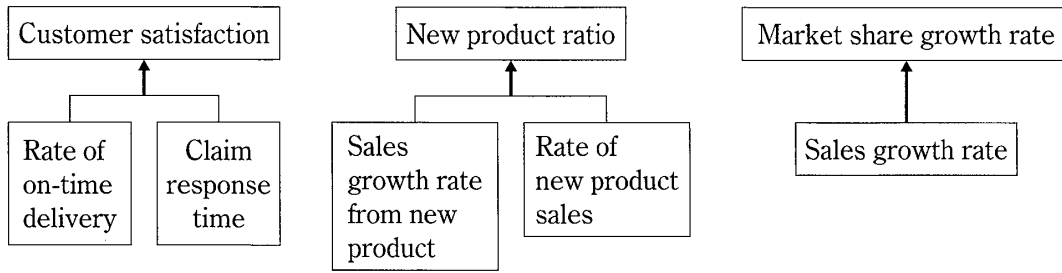 Customer satisfaction
New product ratio
Market share growth rate
Rate of
on-time
delivery
Claim
response
time
Sales
growth rate
from new
product
Rate of
new product
sales
Sales growth rate